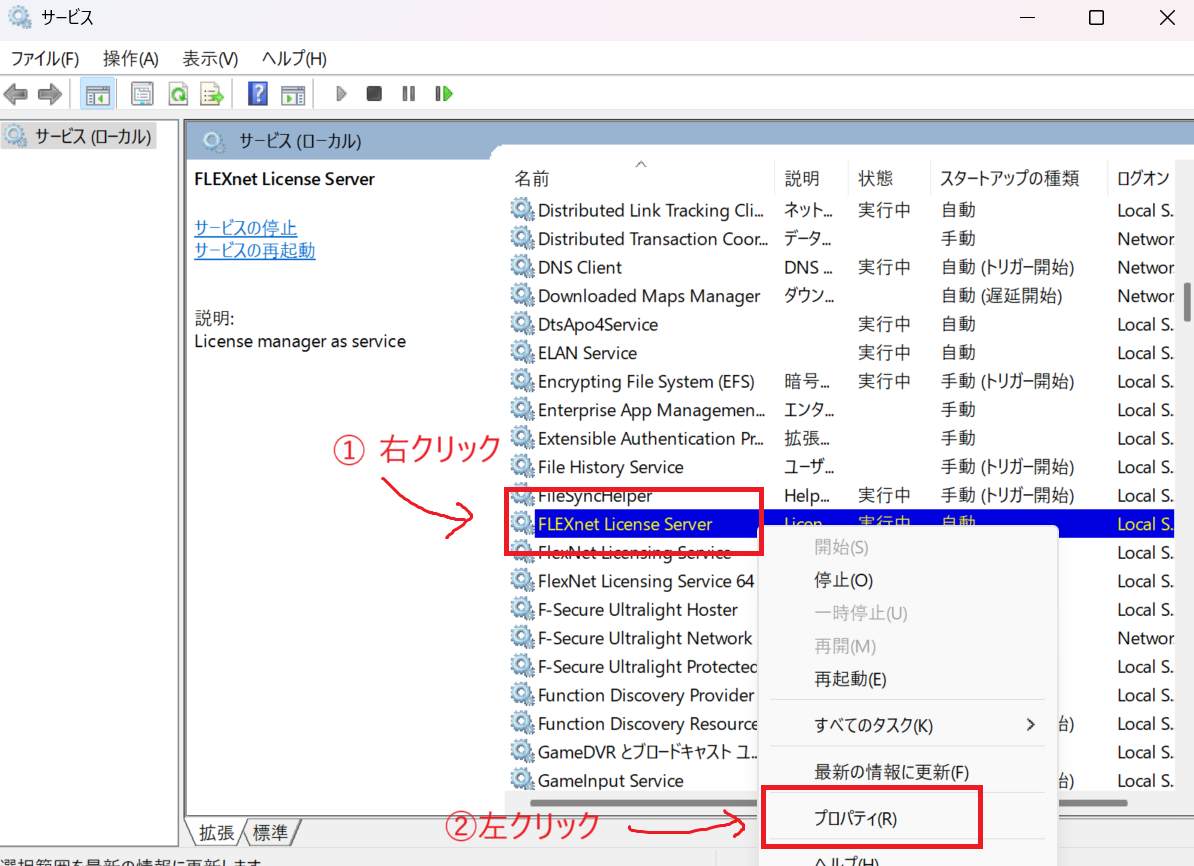 サービス
ファイル(F) 操作(A) 表示(V) ヘルプ(H)
サービス (ローカル)
サービス (ローカル)
FLEXnet License Server
サービスの停止
サービスの再起動
説明:
License manager as service
名前 説明 状態 スタートアップの種類 ログオン
Distributed Link Tracking Cli... ネット... 実行中 自動 Local S.
Distributed Transaction Coor... データ... 手動 Networ
DNS Client DNS ... 実行中 自動 (トリガー開始) Networ
Downloaded Maps Manager ダウン... 自動 (遅延開始) Networ
DtsApo4Service 実行中 自動 Local S.
ELAN Service 実行中 自動 Local S.
Encrypting File System (EFS) 暗号... 実行中 手動 (トリガー開始) Local S.
Enterprise App Managemen... エンタ... 手動 Local S.
Extensible Authentication Pr... 拡張... 手動 Local S.
① 右クリック
File History Service ユーザ... 手動 (トリガー開始) Local S.
FileSyncHelper Help... 実行中 手動 (トリガー開始) Local S.
FLEXnet License Server Licen 実行中 自動 Local S.
FlexNet Licensing Service Local S.
FlexNet Licensing Service 64 Local S.
F-Secure Ultralight Hoster Local S.
F-Secure Ultralight Network Networ
F-Secure Ultralight Protected Local S.
Function Discovery Provider Local S.
Function Discovery Resource 始) Local S.
GameDVR とブロードキャスト ユ... Local S.
GameInput Service 始) Local S.
開始(S)
停止(O)
一時停止(U)
再開(M)
再起動(E)
すべてのタスク(K)
最新の情報に更新(F)
プロパティ(R)
ヘルプ(H)
②左クリック
拡張 標準
選択範囲を最新の情報に更新します